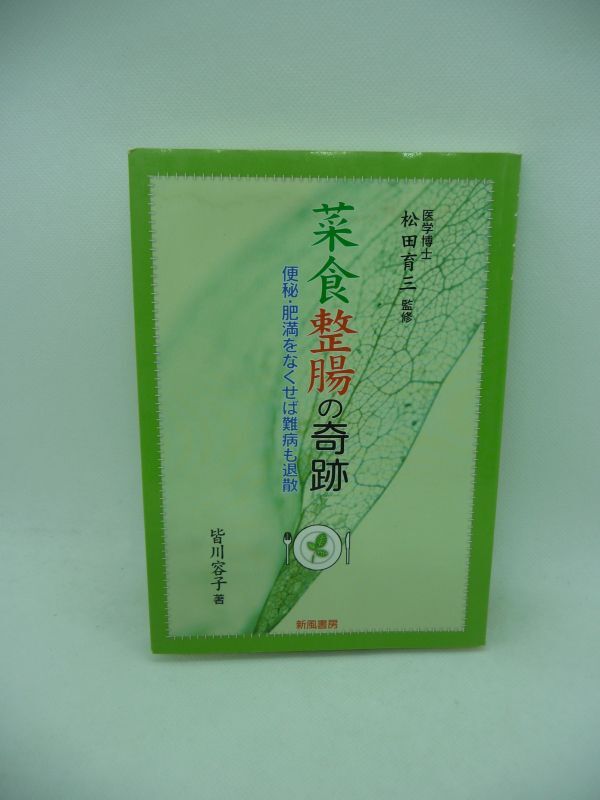 医学博士
松田育三 監修
菜食整腸の奇跡
便秘・肥満をなくせば難病も退散
皆川容子 著
新風書房